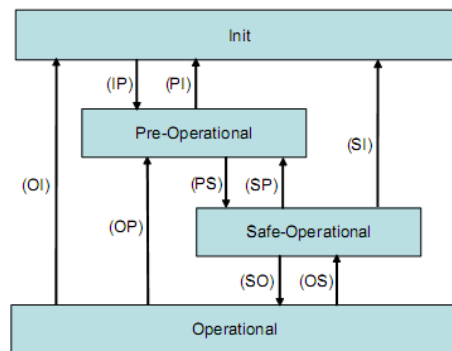 Init
(IP) (PI)
Pre-Operational
(SI)
(OI)
(PS) (SP)
(OP)
Safe-Operational
(SO) (OS)
Operational